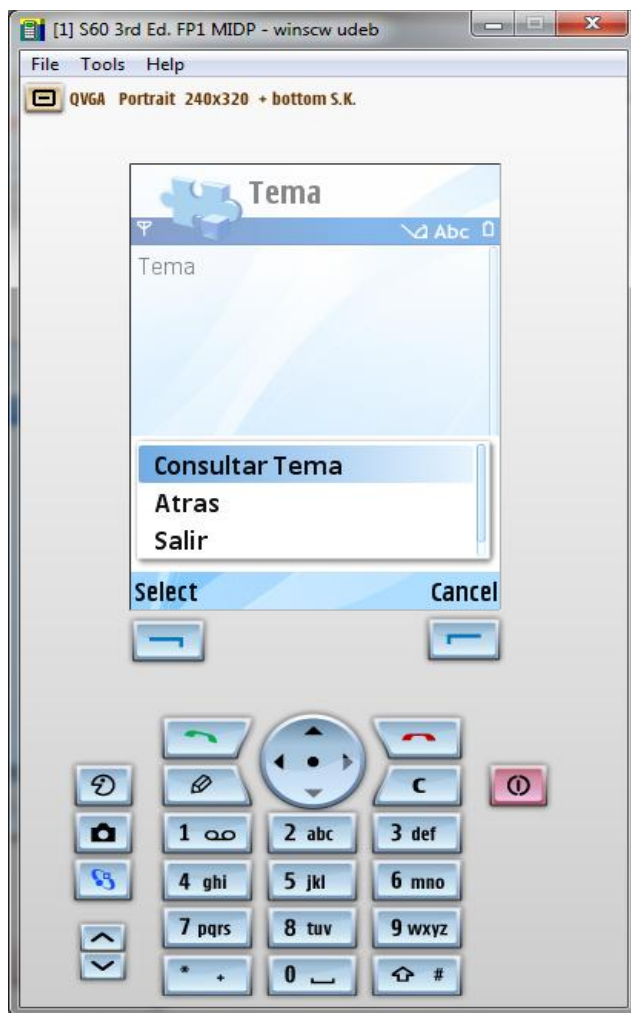 [1] S60 3rd Ed. FP1 MIDP - winscw udeb
File Tools Help
QVGA Portrait 240x320 + bottom S.K.
Tema
Abc
Tema
Consultar Tema
Atras
Salir
Select Cancel
C
1 2 abc 3 def
4 ghi 5 jkl 6 mno
7 pqrs 8 tuv 9 wxyz
* + 0 #